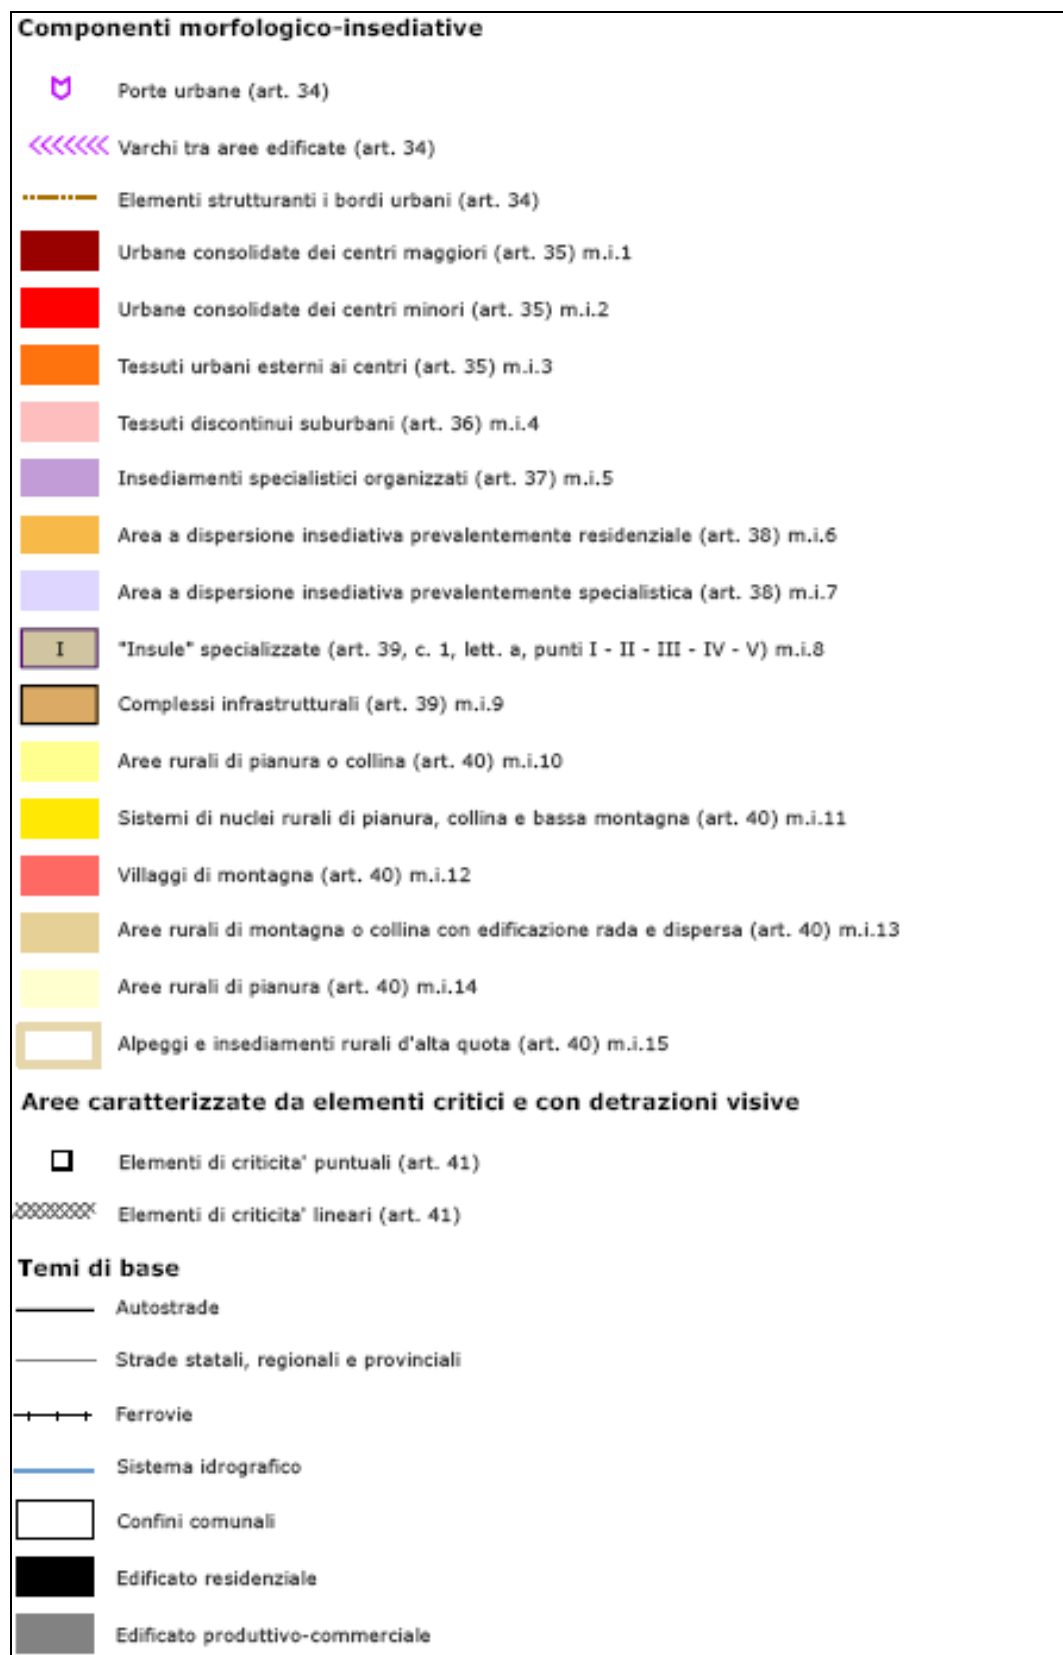 Componenti morfologico-insediative
Porte urbane (art. 34)
Varchi tra aree edificate (art. 34)
Elementi strutturanti i bordi urbani (art. 34)
Urbane consolidate dei centri maggiori (art. 35) m.i.1
Urbane consolidate dei centri minori (art. 35) m.i.2
Tessuti urbani esterni ai centri (art. 35) m.i.3
Tessuti discontinui suburbani (art. 36) m.i.4
Insediamenti specialistici organizzati (art. 37) m.i.5
Area a dispersione insediativa prevalentemente residenziale (art. 38) m.i.6
Area a dispersione insediativa prevalentemente specialistica (art. 38) m.i.7
I "Insule" specializzate (art. 39, c. 1, lett. a, punti I - II - III - IV - V) m.i.8
Complessi infrastrutturali (art. 39) m.i.9
Aree rurali di pianura o collina (art. 40) m.i.10
Sistemi di nuclei rurali di pianura, collina e bassa montagna (art. 40) m.i.11
Villaggi di montagna (art. 40) m.i.12
Aree rurali di montagna o collina con edificazione rada e dispersa (art. 40) m.i.13
Aree rurali di pianura (art. 40) m.i.14
Alpeggi e insediamenti rurali d'alta quota (art. 40) m.i.15
Aree caratterizzate da elementi critici e con detrazioni visive
Elementi di criticita' puntuali (art. 41)
Elementi di criticita' lineari (art. 41)
Temi di base
Autostrade
Strade statali, regionali e provinciali
Ferrovie
Sistema idrografico
Confini comunali
Edificato residenziale
Edificato produttivo-commerciale